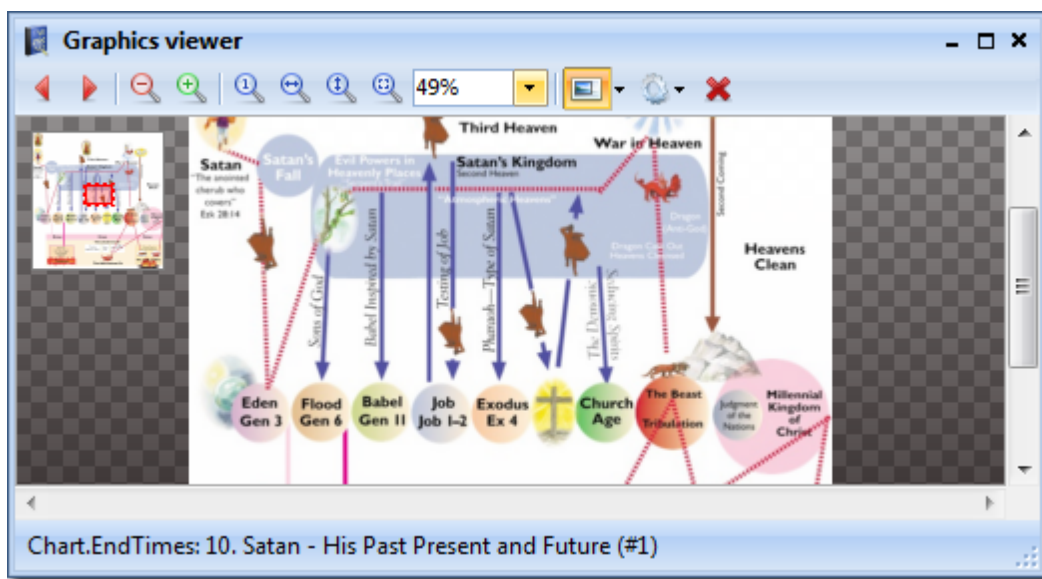 Graphics viewer
49%
Third Heaven
War in Heaven
Satan
"The anointed
cherub who
covers"
Ezk 28:14
Satan's
Fall
Evil Powers in
Heavenly Places
Satan's Kingdom
Second Heaven
"Atmospheric Heavens"
Second Coming
Dragon
(Anti-God)
Dragon Cast Out
Heavens Cleansed
Heavens
Clean
Sons of God
Babel Inspired by Satan
Testing of Job
Pharaoh—Type of Satan
The Demonic
Seducing Spirits
Eden
Gen 3
Flood
Gen 6
Babel
Gen 11
Job
Job 1–2
Exodus
Ex 4
Church
Age
The Beast
Tribulation
Judgment
of the
Nations
Millennial
Kingdom
of
Christ
Chart.EndTimes: 10. Satan - His Past Present and Future (#1)